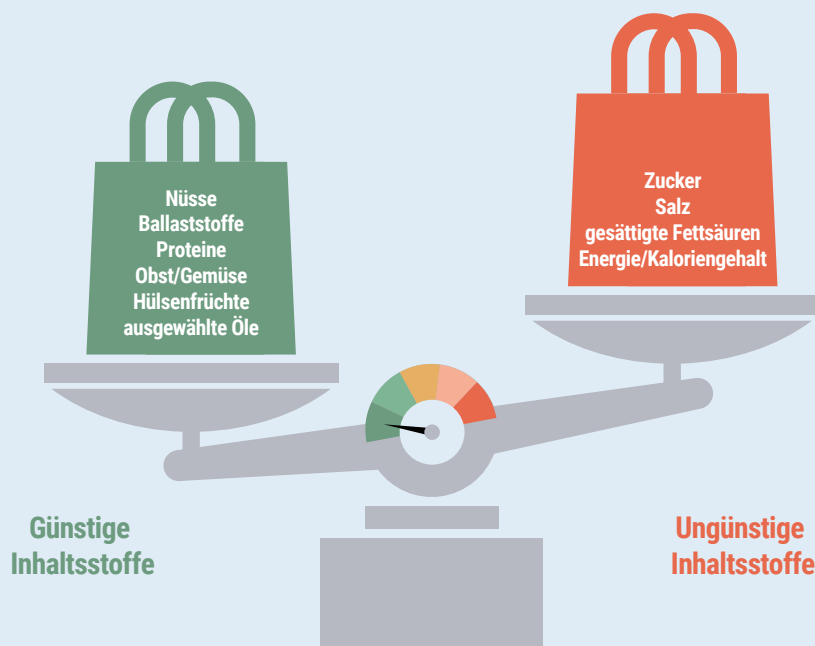 Nüsse
Ballaststoffe
Proteine
Obst/Gemüse
Hülsenfrüchte
ausgewählte Öle
Zucker
Salz
gesättigte Fettsäuren
Energie/Kaloriengehalt
Günstige
Inhaltsstoffe
Ungünstige
Inhaltsstoffe